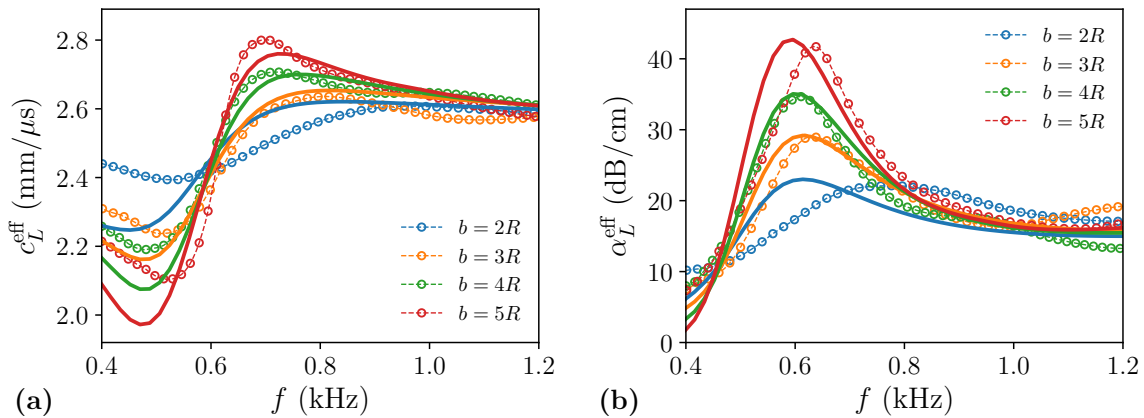 2.8
2.6
2.4
2.2
2.0
c_L^eff (mm/μs)
b = 2R
b = 3R
b = 4R
b = 5R
0.4 0.6 0.8 1.0 1.2
f (kHz)
(a)
40
30
20
10
0
α_L^eff (dB/cm)
b = 2R
b = 3R
b = 4R
b = 5R
0.4 0.6 0.8 1.0 1.2
f (kHz)
(b)